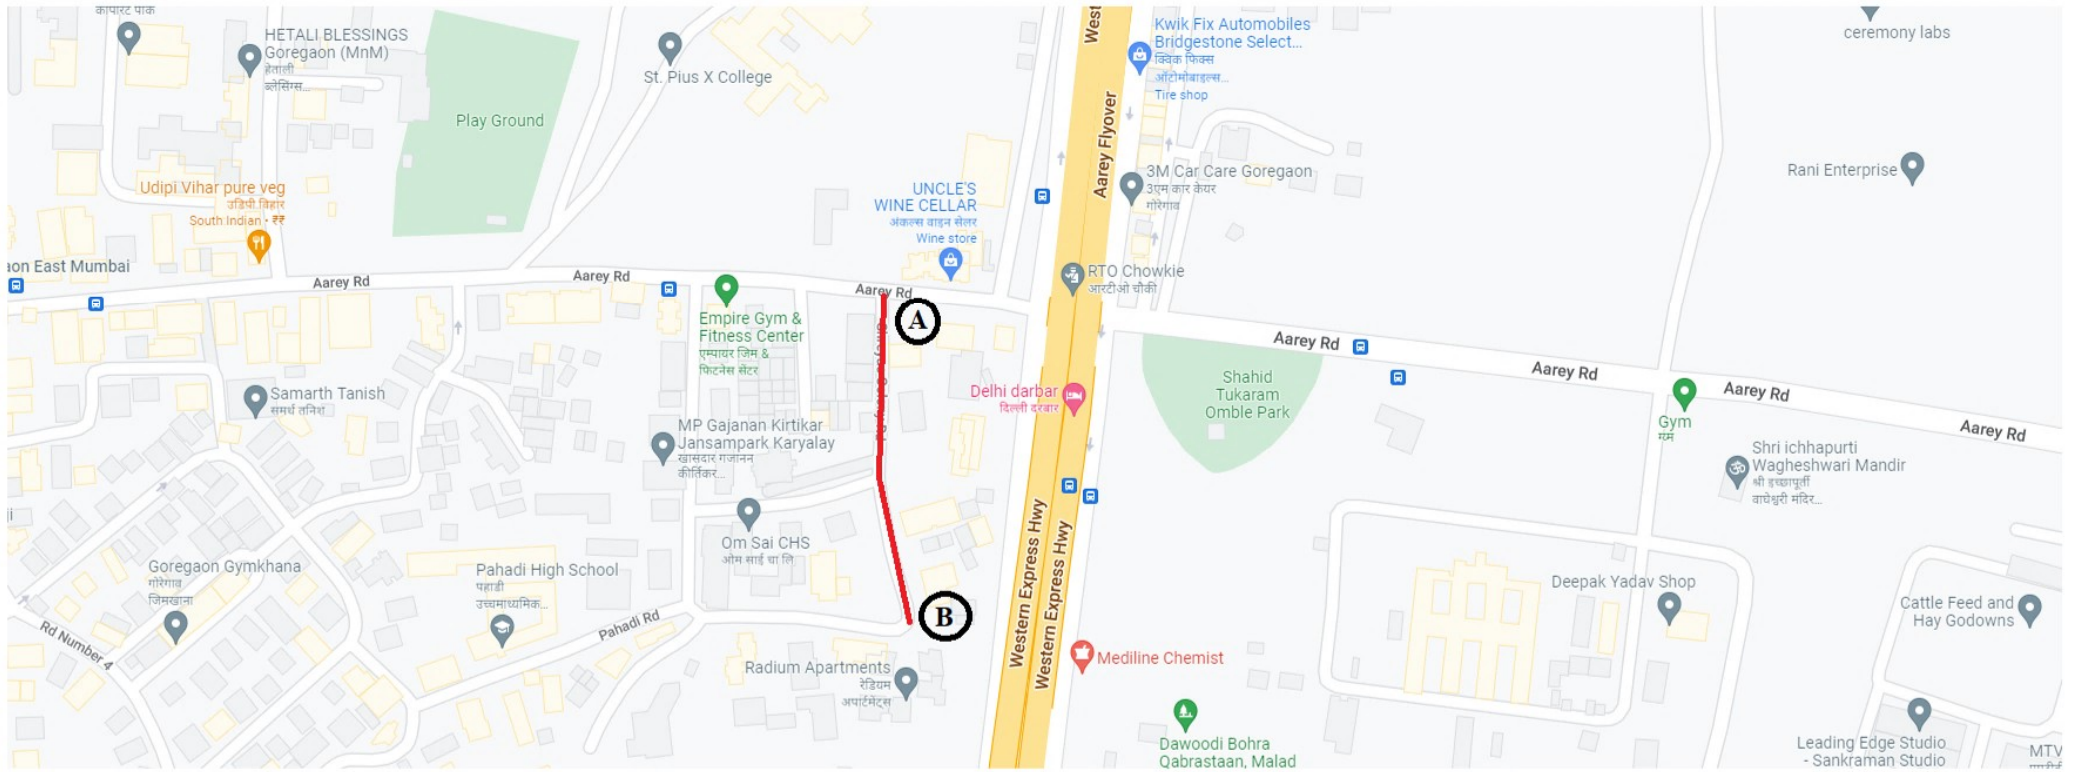 कॉर्पोरेट पार्क
HETALI BLESSINGS
Goregaon (MnM)
हेताली
ब्लेसिंग्स...
St. Pius X College
Play Ground
West
Kwik Fix Automobiles
Bridgestone Select...
क्विक फिक्स
ऑटोमोबाइल्स...
Tire shop
ceremony labs
Aarey Flyover
3M Car Care Goregaon
3एम कार केयर
गोरेगाव
Rani Enterprise
Udipi Vihar pure veg
उडिपी विहार
South Indian · ₹₹
UNCLE'S
WINE CELLAR
अंकल्स वाइन सेलर
Wine store
aon East Mumbai
Aarey Rd
Aarey Rd
Aarey Rd
RTO Chowkie
आरटीओ चौकी
A
Empire Gym &
Fitness Center
एम्पायर जिम &
फिटनेस सेंटर
Aarey Rd
Aarey Rd
Aarey Rd
Aarey Rd
Shahid
Tukaram
Omble Park
Delhi darbar
दिल्ली दरबार
Samarth Tanish
समर्थ तनिश
Gym
ग्य्म
MP Gajanan Kirtikar
Jansampark Karyalay
खासदार गजानन
कीर्तिकर...
Shri ichhapurti
Wagheshwari Mandir
श्री इच्छापूर्ती
वाघेश्वरी मंदिर...
ji
Om Sai CHS
ओम साई चा लि
Western Express Hwy
Western Express Hwy
Goregaon Gymkhana
गोरेगाव
जिमखाना
Pahadi High School
पहाडी
उच्चमाध्यमिक...
Deepak Yadav Shop
Cattle Feed and
Hay Godowns
B
Rd Number 4
Pahadi Rd
Radium Apartments
रेडियम
अपार्टमेंट्स
Mediline Chemist
Dawoodi Bohra
Qabrastaan, Malad
Leading Edge Studio
- Sankraman Studio
MTV